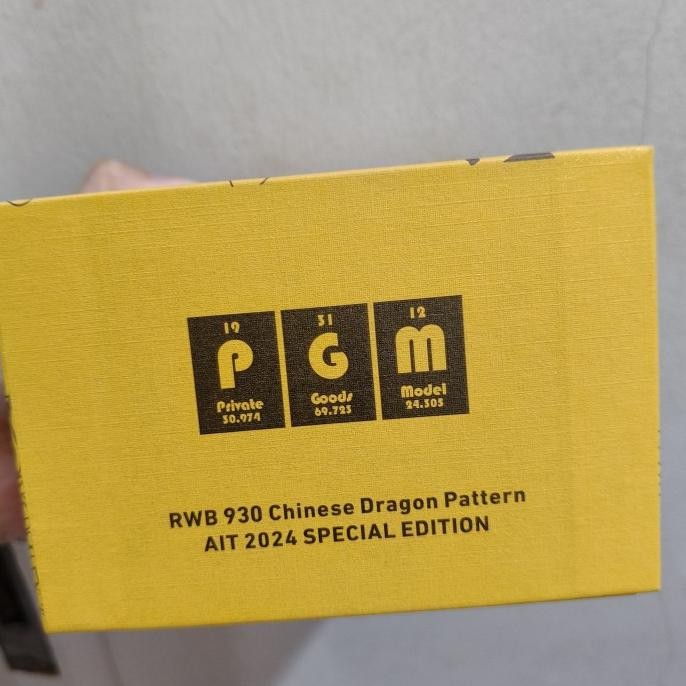 19 31 12
P G M
Private Goods Model
30.974 69.723 24.305
RWB 930 Chinese Dragon Pattern
AIT 2024 SPECIAL EDITION